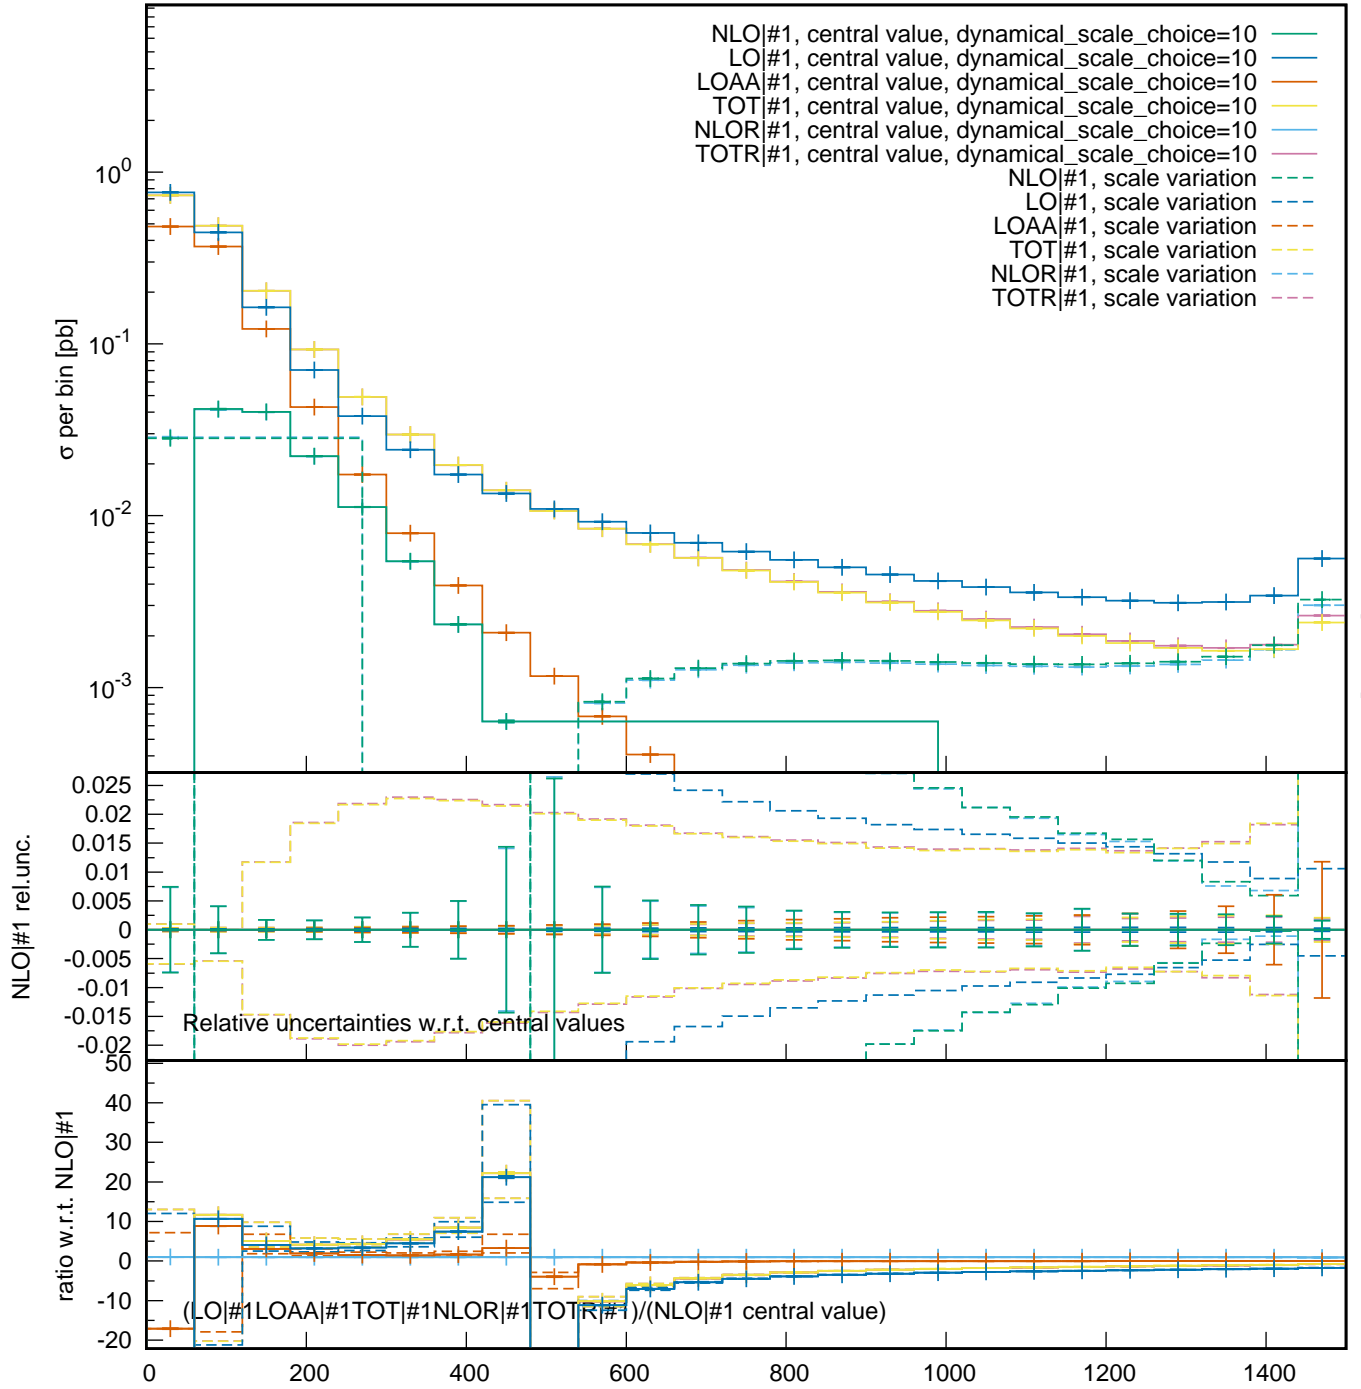 NLO|#1, central value, dynamical_scale_choice=10
LO|#1, central value, dynamical_scale_choice=10
LOAA|#1, central value, dynamical_scale_choice=10
TOT|#1, central value, dynamical_scale_choice=10
NLOR|#1, central value, dynamical_scale_choice=10
TOTR|#1, central value, dynamical_scale_choice=10
NLO|#1, scale variation
LO|#1, scale variation
LOAA|#1, scale variation
TOT|#1, scale variation
NLOR|#1, scale variation
TOTR|#1, scale variation
σ per bin [pb]
10^0
10^-1
10^-2
10^-3
NLO|#1 rel.unc.
0.025
0.02
0.015
0.01
0.005
0
-0.005
-0.01
-0.015
-0.02
Relative uncertainties w.r.t. central values
ratio w.r.t. NLO|#1
50
40
30
20
10
0
-10
-20
(LO|#1LOAA|#1TOT|#1NLOR|#1TOTR|#1)/(NLO|#1 central value)
0 200 400 600 800 1000 1200 1400